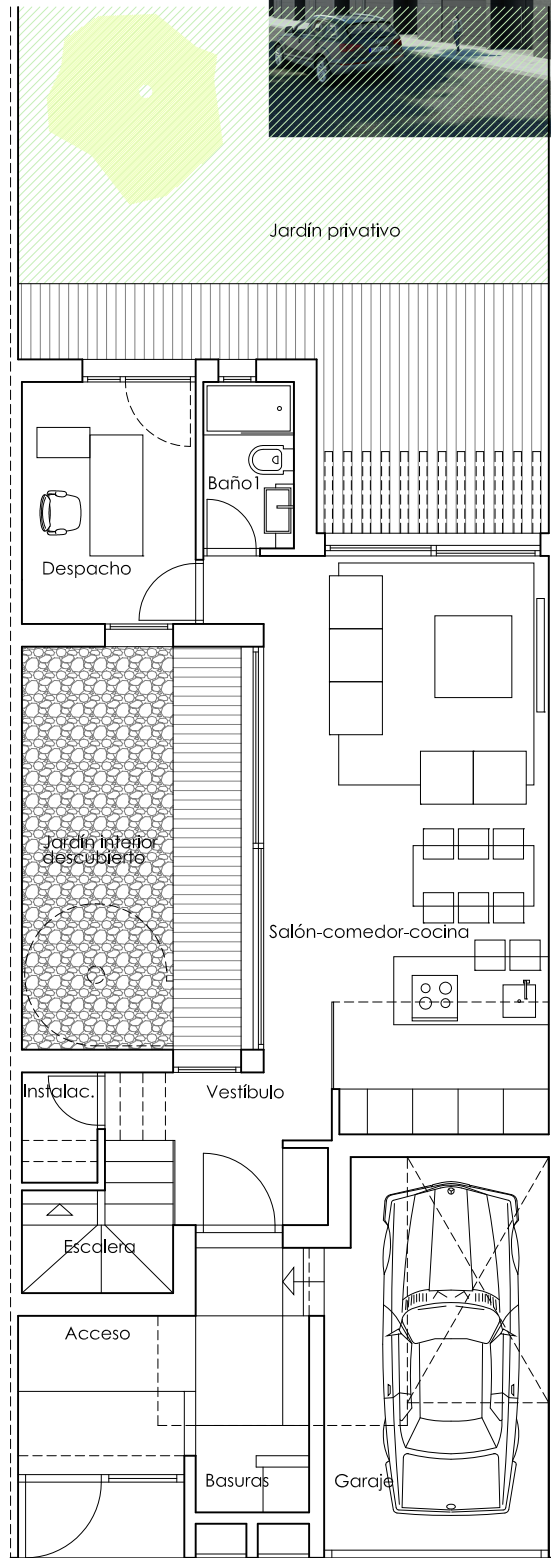 Jardín privativo
Baño1
Despacho
Jardín interior
descubierto
Salón-comedor-cocina
Instalac.
Vestíbulo
Escalera
Acceso
Basuras
Garaje